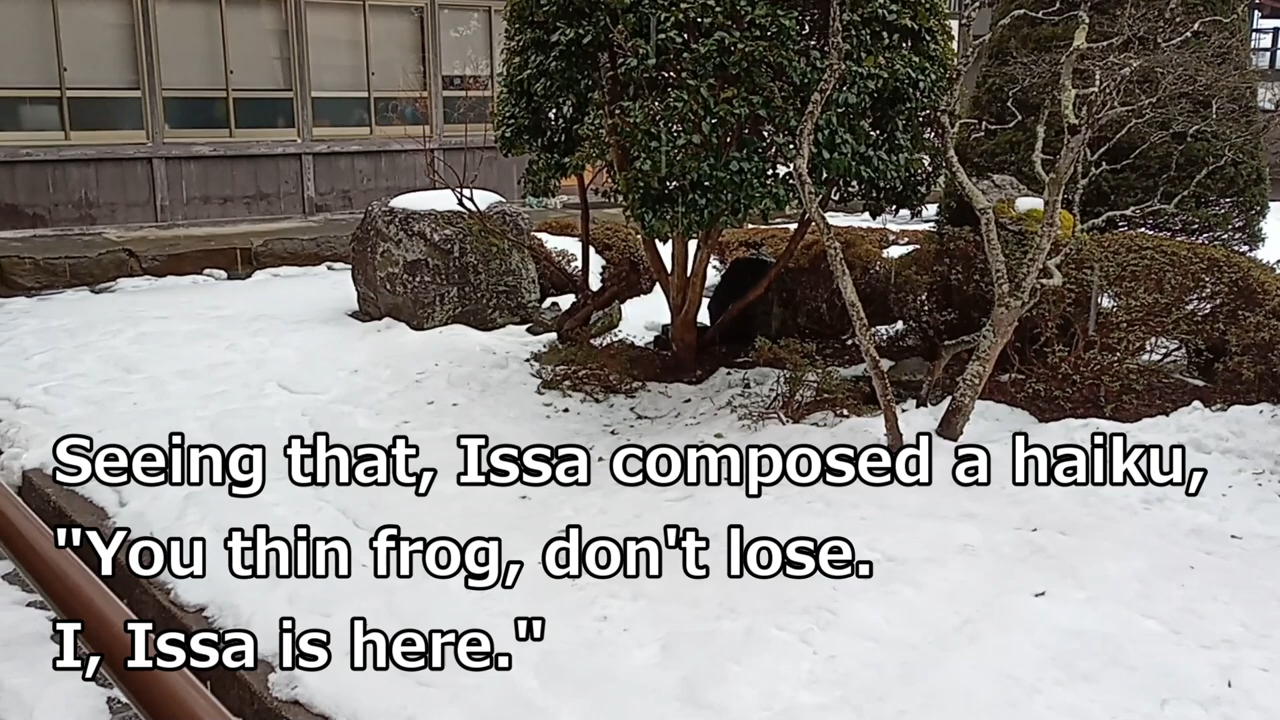 Seeing that, Issa composed a haiku,
"You thin frog, don't lose.
I, Issa is here."